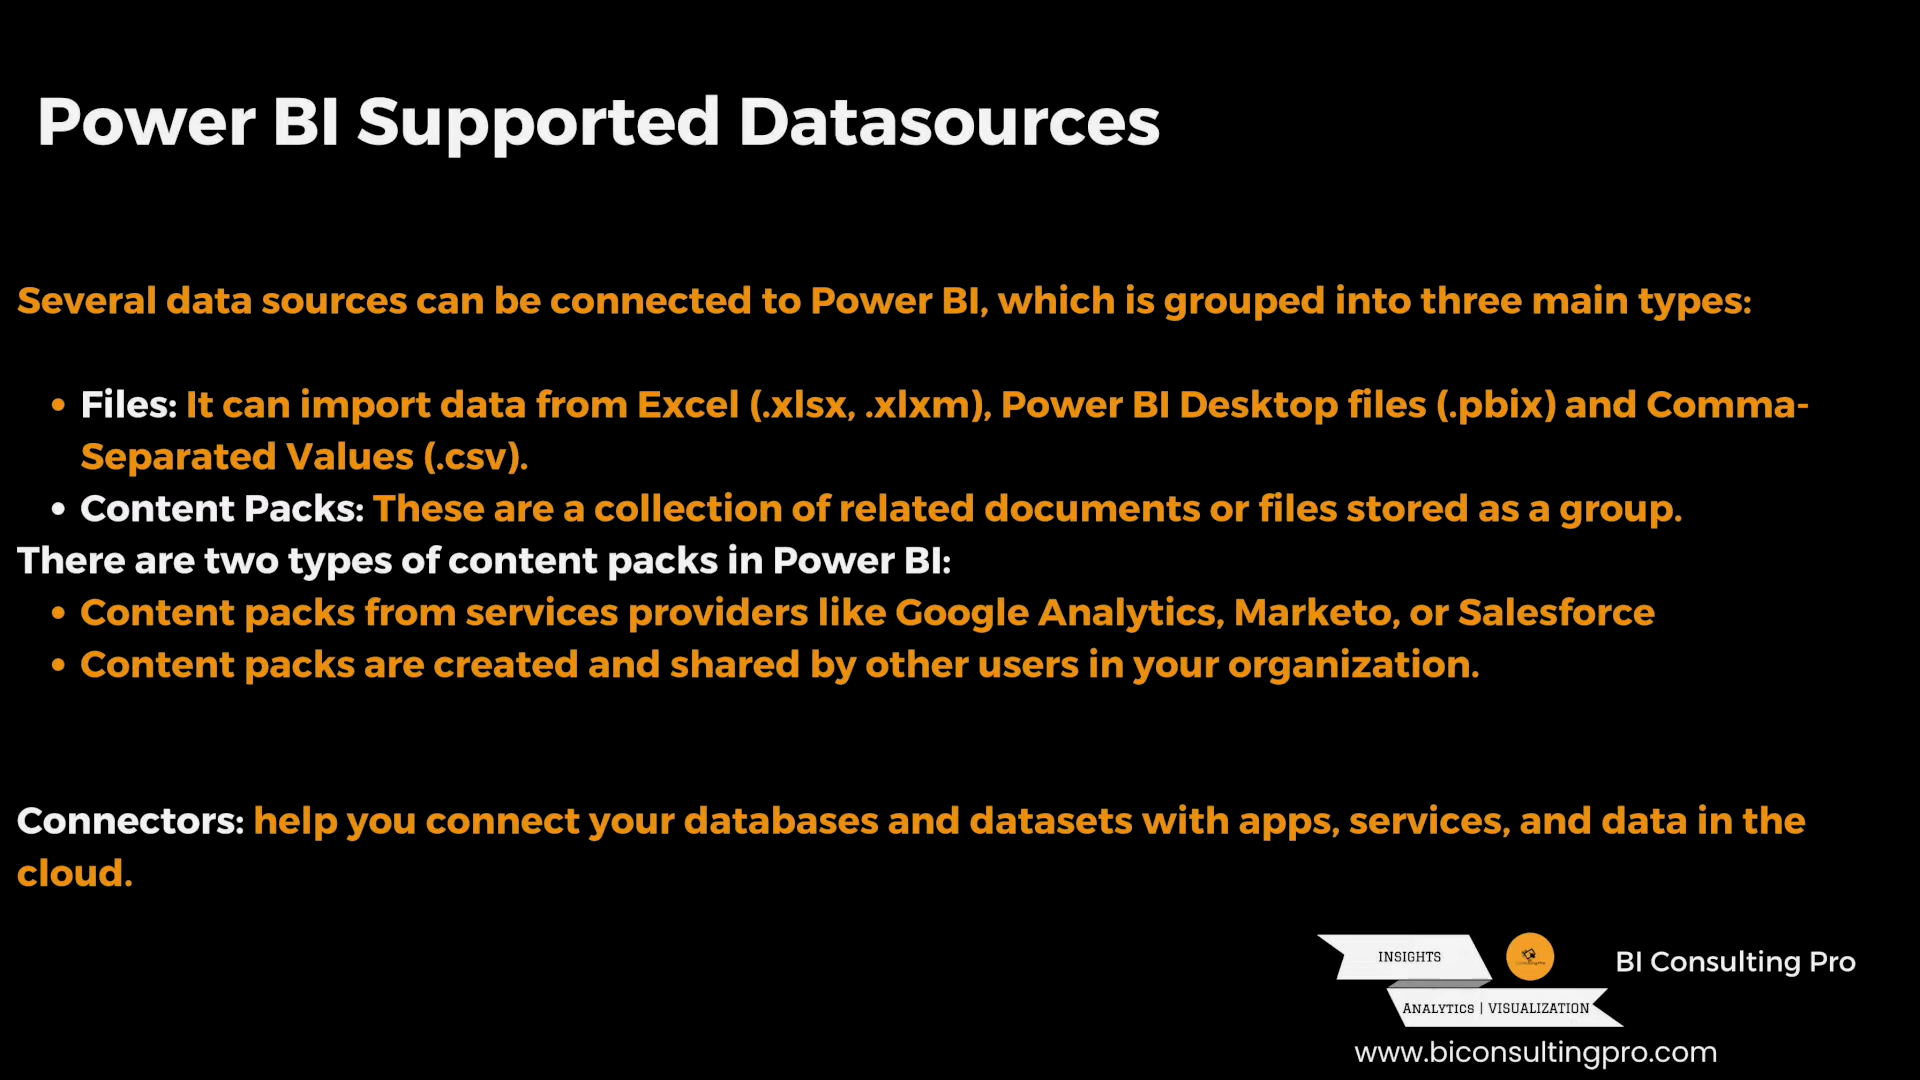 Power BI Supported Datasources
Several data sources can be connected to Power BI, which is grouped into three main types:
• Files: It can import data from Excel (.xlsx, .xlxm), Power BI Desktop files (.pbix) and Comma-
Separated Values (.csv).
• Content Packs: These are a collection of related documents or files stored as a group.
There are two types of content packs in Power BI:
• Content packs from services providers like Google Analytics, Marketo, or Salesforce
• Content packs are created and shared by other users in your organization.
Connectors: help you connect your databases and datasets with apps, services, and data in the
cloud.
INSIGHTS
BI Consulting Pro
Analytics | VISUALIZATION
www.biconsultingpro.com